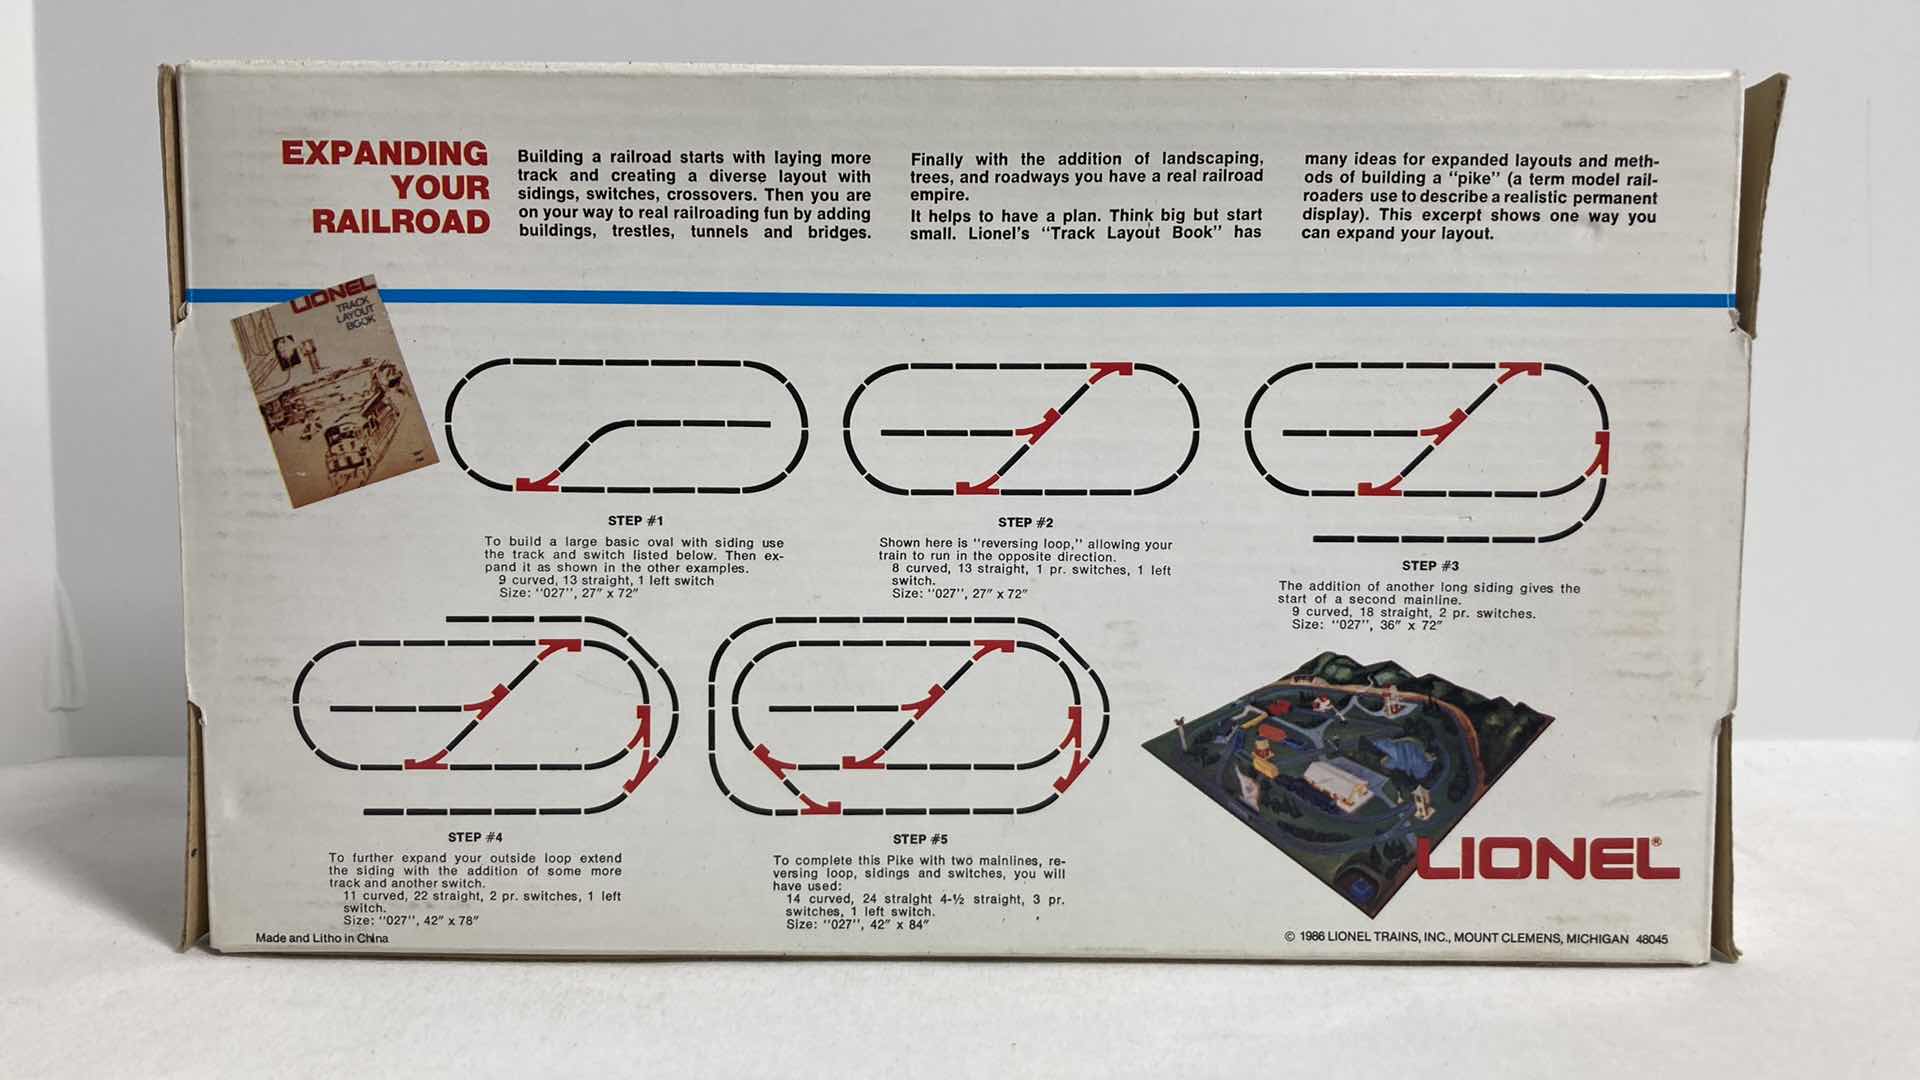 EXPANDING
YOUR
RAILROAD
Building a railroad starts with laying more
track and creating a diverse layout with
sidings, switches, crossovers. Then you are
on your way to real railroading fun by adding
buildings, trestles, tunnels and bridges.
Finally with the addition of landscaping,
trees, and roadways you have a real railroad
empire.
It helps to have a plan. Think big but start
small. Lionel's "Track Layout Book" has
many ideas for expanded layouts and meth-
ods of building a "pike" (a term model rail-
roaders use to describe a realistic permanent
display). This excerpt shows one way you
can expand your layout.
LIONEL
TRACK
LAYOUT
BOOK
STEP #1
To build a large basic oval with siding use
the track and switch listed below. Then ex-
pand it as shown in the other examples.
9 curved, 13 straight, 1 left switch
Size: "027", 27" x 72"
STEP #2
Shown here is "reversing loop," allowing your
train to run in the opposite direction.
8 curved, 13 straight, 1 pr. switches, 1 left
switch.
Size: "027", 27" x 72"
STEP #3
The addition of another long siding gives the
start of a second mainline.
9 curved, 18 straight, 2 pr. switches.
Size: "027", 36" x 72"
STEP #4
To further expand your outside loop extend
the siding with the addition of some more
track and another switch.
11 curved, 22 straight, 2 pr. switches, 1 left
switch.
Size: "027", 42" x 78"
STEP #5
To complete this Pike with two mainlines, re-
versing loop, sidings and switches, you will
have used:
14 curved, 24 straight 4-½ straight, 3 pr.
switches, 1 left switch.
Size: "027", 42" x 84"
LIONEL®
Made and Litho in China
© 1986 LIONEL TRAINS, INC., MOUNT CLEMENS, MICHIGAN 48045